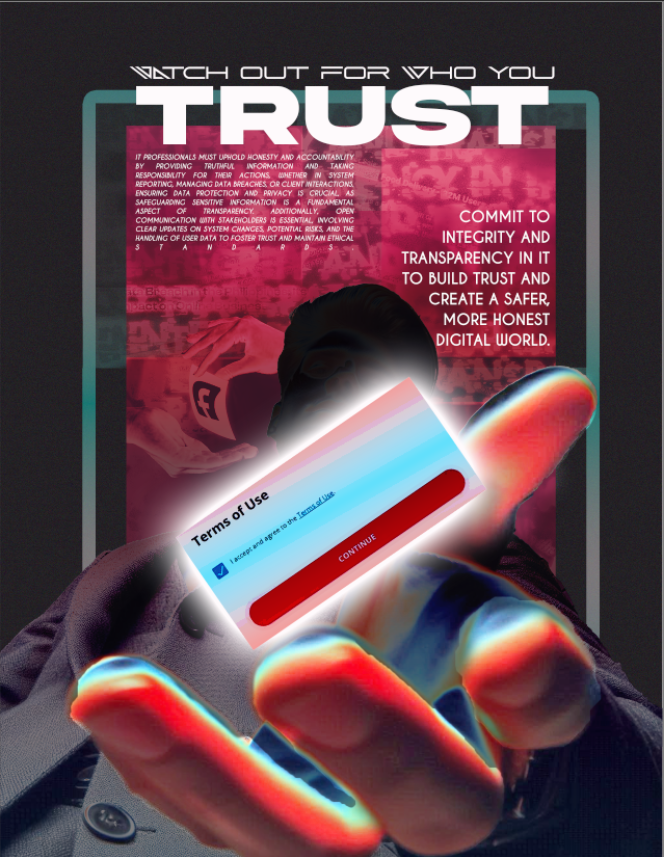 WATCH OUT FOR WHO YOU
TRUST
IT PROFESSIONALS MUST UPHOLD HONESTY AND ACCOUNTABILITY
BY PROVIDING TRUTHFUL INFORMATION AND TAKING
RESPONSIBILITY FOR THEIR ACTIONS, WHETHER IN SYSTEM
REPORTING, MANAGING DATA BREACHES, OR CLIENT INTERACTIONS,
ENSURING DATA PROTECTION AND PRIVACY IS CRUCIAL, AS
SAFEGUARDING SENSITIVE INFORMATION IS A FUNDAMENTAL
ASPECT OF TRANSPARENCY. ADDITIONALLY, OPEN
COMMUNICATION WITH STAKEHOLDERS IS ESSENTIAL, INVOLVING
CLEAR UPDATES ON SYSTEM CHANGES, POTENTIAL RISKS, AND THE
HANDLING OF USER DATA TO FOSTER TRUST AND MAINTAIN ETHICAL
STANDARDS.
COMMIT TO
INTEGRITY AND
TRANSPARENCY IN IT
TO BUILD TRUST AND
CREATE A SAFER,
MORE HONEST
DIGITAL WORLD.
Terms of Use
I accept and agree to the Terms of Use.
CONTINUE